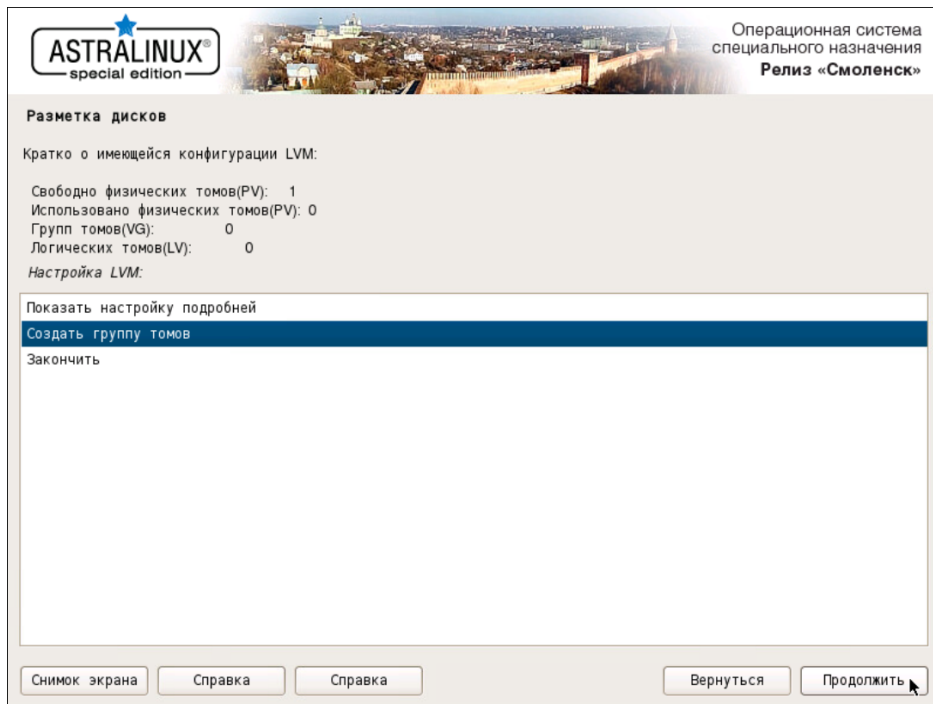 ASTRALINUX®
special edition
Операционная система
специального назначения
Релиз «Смоленск»
Разметка дисков
Кратко о имеющейся конфигурации LVM:
Свободно физических томов(PV): 1
Использовано физических томов(PV): 0
Групп томов(VG): 0
Логических томов(LV): 0
Настройка LVM:
Показать настройку подробней
Создать группу томов
Закончить
Снимок экрана
Справка
Справка
Вернуться
Продолжить